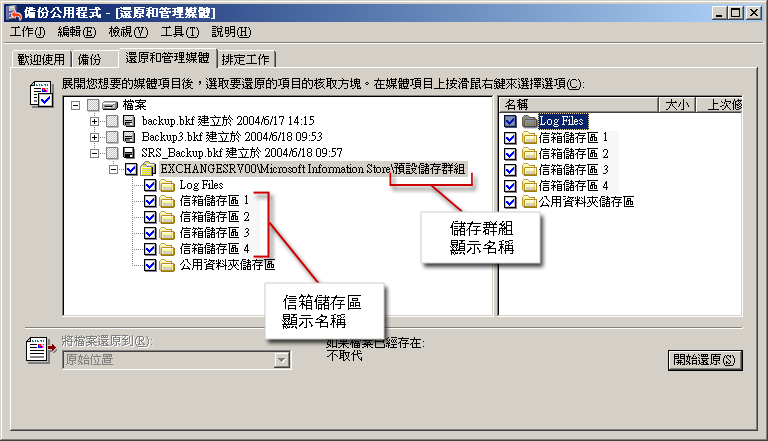 備份公用程式 - [還原和管理媒體]
工作(J) 編輯(E) 檢視(V) 工具(T) 說明(H)
歡迎使用 備份 還原和管理媒體 排定工作
展開您想要的媒體項目後，選取要還原的項目的核取方塊。在媒體項目上按滑鼠右鍵來選擇選項(C):
檔案
backup.bkf 建立於 2004/6/17 14:15
Backup3.bkf 建立於 2004/6/18 09:53
SRS_Backup.bkf 建立於 2004/6/18 09:57
EXCHANGESRV00\Microsoft Information Store\預設儲存群組
Log Files
信箱儲存區 1
信箱儲存區 2
信箱儲存區 3
信箱儲存區 4
公用資料夾儲存區
名稱 大小 上次修
Log Files
信箱儲存區 1
信箱儲存區 2
信箱儲存區 3
信箱儲存區 4
公用資料夾儲存區
儲存群組
顯示名稱
信箱儲存區
顯示名稱
將檔案還原到(R):
原始位置
如果檔案已經存在:
不取代
開始還原(S)